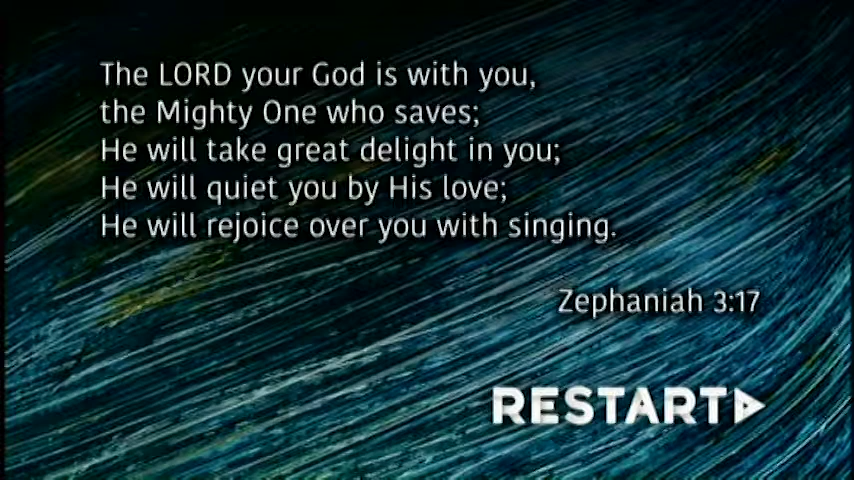 The LORD your God is with you,
the Mighty One who saves;
He will take great delight in you;
He will quiet you by His love;
He will rejoice over you with singing.
Zephaniah 3:17
RESTART